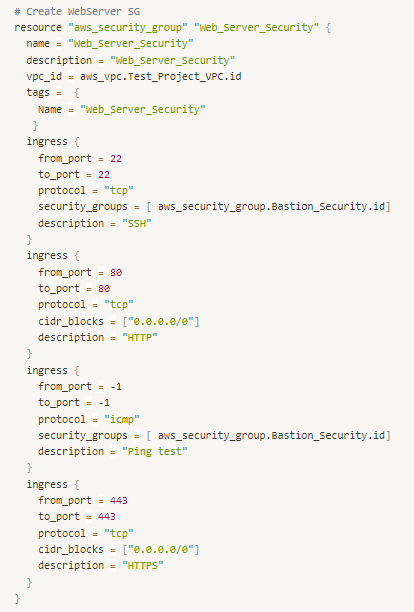 # Create WebServer SG
resource "aws_security_group" "Web_Server_Security" {
  name = "Web_Server_Security"
  description = "Web_Server_Security"
  vpc_id = aws_vpc.Test_Project_VPC.id
  tags =  {
    Name = "Web_Server_Security"
   }
  ingress {
    from_port = 22
    to_port = 22
    protocol = "tcp"
    security_groups = [ aws_security_group.Bastion_Security.id]
    description = "SSH"
  }
  ingress {
    from_port = 80
    to_port = 80
    protocol = "tcp"
    cidr_blocks = ["0.0.0.0/0"]
    description = "HTTP"
  }
  ingress {
    from_port = -1
    to_port = -1
    protocol = "icmp"
    security_groups = [ aws_security_group.Bastion_Security.id]
    description = "Ping test"
  }
  ingress {
    from_port = 443
    to_port = 443
    protocol = "tcp"
    cidr_blocks = ["0.0.0.0/0"]
    description = "HTTPS"
  }
}